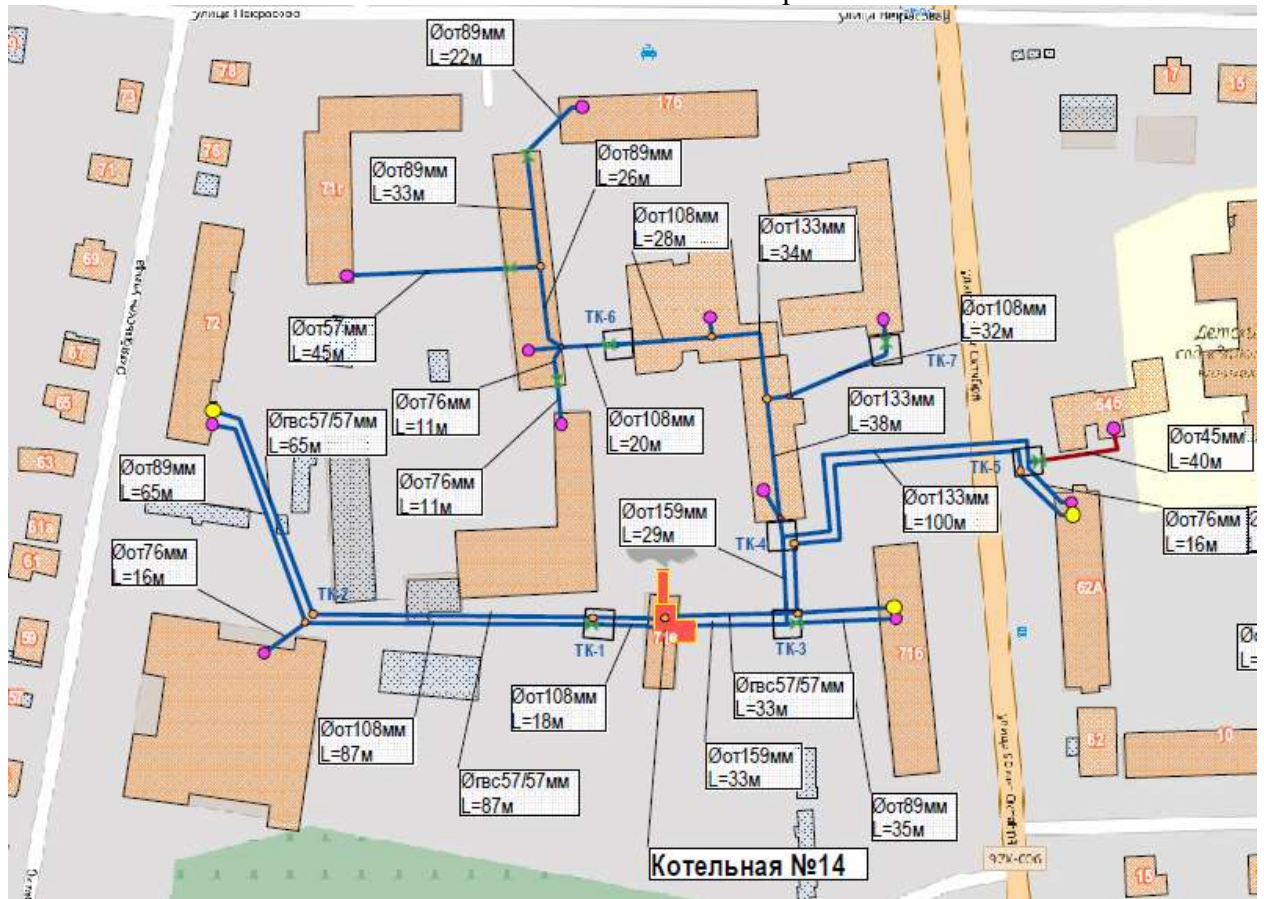 улица Некрасова
улица Некрасова
Øот89мм
L=22м
78
17
15
73
176
76
Øот89мм
L=26м
Øот89мм
L=33м
71
71г
Øот108мм
L=28м
Øот133мм
L=34м
69
Октябрьская улица
72
Øот57мм
L=45м
ТК-6
Øот108мм
L=32м
ТК-7
67
65
Øот76мм
L=11м
Øот108мм
L=20м
Øот133мм
L=38м
Øгвс57/57мм
L=65м
Øот45мм
L=40м
63
Øот89мм
L=65м
ТК-5
Øот76мм
L=11м
Øот133мм
L=100м
61а
Øот159мм
L=29м
Øот76мм
L=16м
61
Øот76мм
L=16м
ТК-4
62А
ТК-2
59
ТК-1
71в
ТК-3
71б
Øот108мм
L=18м
Øгвс57/57мм
L=33м
Øот108мм
L=87м
62
10
Øгвс57/57мм
L=87м
Øот159мм
L=33м
Øот89мм
L=35м
Котельная №14
15